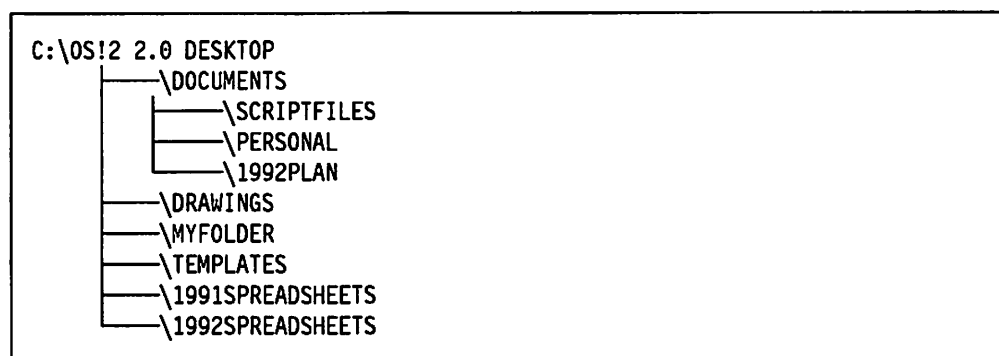 C:\OS!2 2.0 DESKTOP
\DOCUMENTS
\SCRIPTFILES
\PERSONAL
\1992PLAN
\DRAWINGS
\MYFOLDER
\TEMPLATES
\1991SPREADSHEETS
\1992SPREADSHEETS